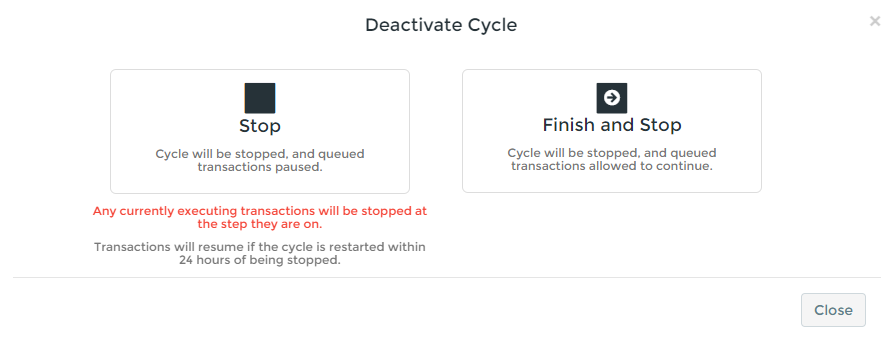 Deactivate Cycle
×
Stop
Cycle will be stopped, and queued
transactions paused.
Any currently executing transactions will be stopped at
the step they are on.
Transactions will resume if the cycle is restarted within
24 hours of being stopped.
Finish and Stop
Cycle will be stopped, and queued
transactions allowed to continue.
Close